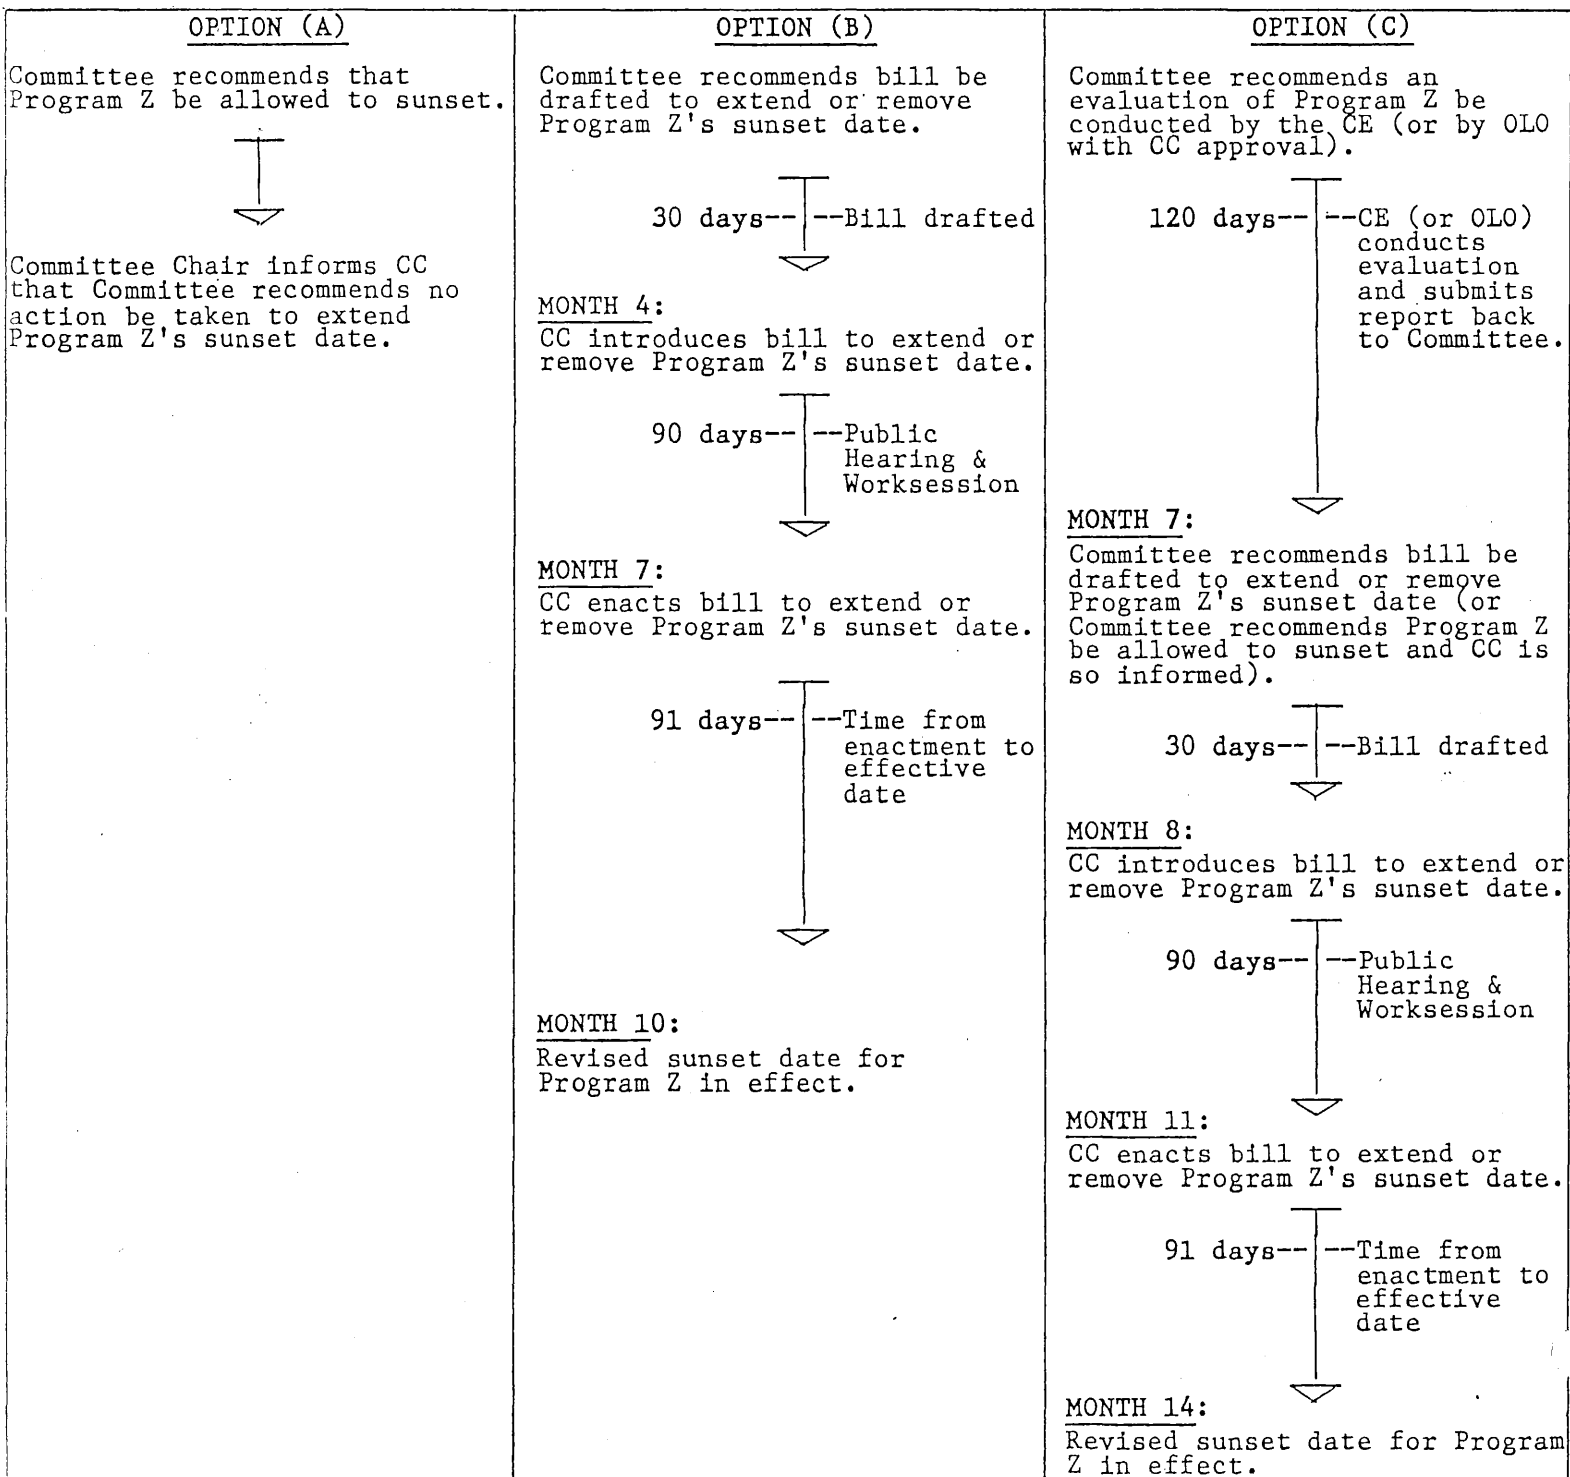 OPTION (A)
Committee recommends that
Program Z be allowed to sunset.
Committee Chair informs CC
that Committee recommends no
action be taken to extend
Program Z's sunset date.
OPTION (B)
Committee recommends bill be
drafted to extend or remove
Program Z's sunset date.
30 days-- --Bill drafted
MONTH 4:
CC introduces bill to extend or
remove Program Z's sunset date.
90 days-- --Public
Hearing &
Worksession
MONTH 7:
CC enacts bill to extend or
remove Program Z's sunset date.
91 days-- --Time from
enactment to
effective
date
MONTH 10:
Revised sunset date for
Program Z in effect.
OPTION (C)
Committee recommends an
evaluation of Program Z be
conducted by the CE (or by OLO
with CC approval).
120 days-- --CE (or OLO)
conducts
evaluation
and submits
report back
to Committee.
MONTH 7:
Committee recommends bill be
drafted to extend or remove
Program Z's sunset date (or
Committee recommends Program Z
be allowed to sunset and CC is
so informed).
30 days-- --Bill drafted
MONTH 8:
CC introduces bill to extend or
remove Program Z's sunset date.
90 days-- --Public
Hearing &
Worksession
MONTH 11:
CC enacts bill to extend or
remove Program Z's sunset date.
91 days-- --Time from
enactment to
effective
date
MONTH 14:
Revised sunset date for Program
Z in effect.